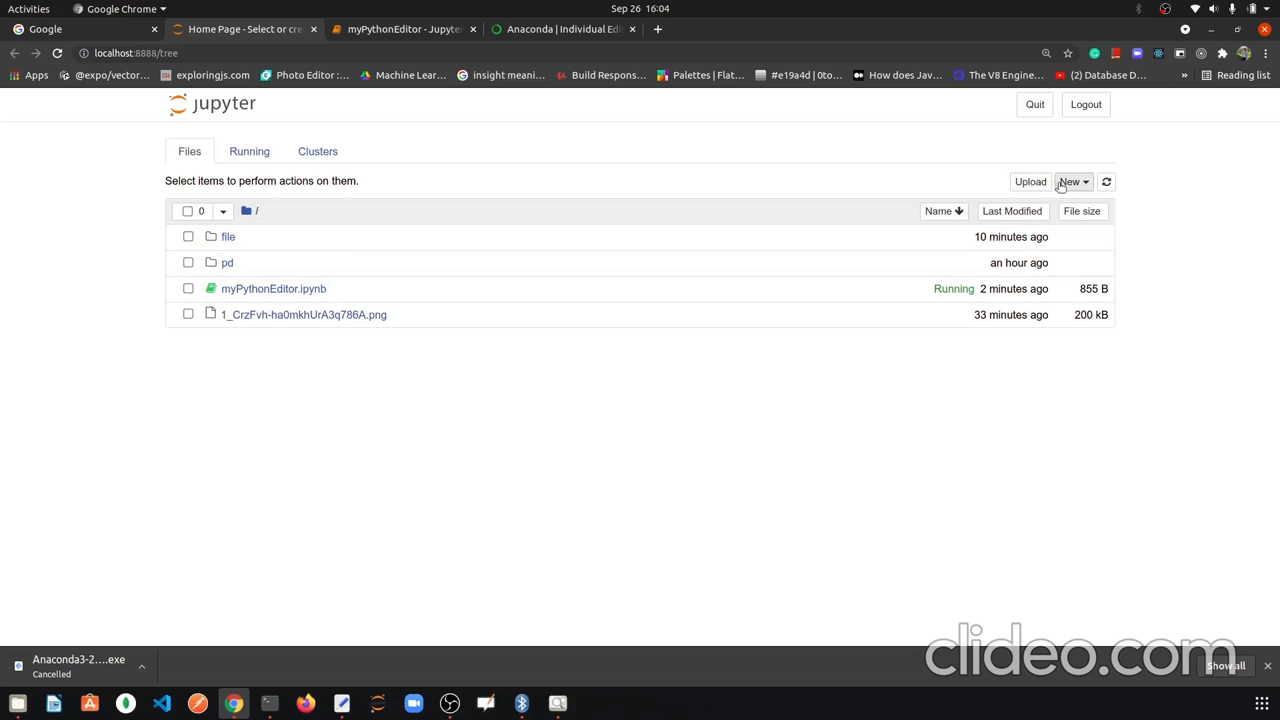 Activities Google Chrome Sep 26 16:04
Google Home Page - Select or cre myPythonEditor - Jupyte Anaconda | Individual Edi
localhost:8888/tree
Apps @expo/vector... exploringjs.com Photo Editor :... Machine Lear... insight meani... Build Respons... Palettes | Flat... #e19a4d | 0to... How does Jav... The V8 Engine... (2) Database D... » Reading list
jupyter Quit Logout
Files Running Clusters
Select items to perform actions on them. Upload New
0 / Name Last Modified File size
file 10 minutes ago
pd an hour ago
myPythonEditor.ipynb Running 2 minutes ago 855 B
1_CrzFvh-ha0mkhUrA3q786A.png 33 minutes ago 200 kB
clideo.com
Anaconda3-2....exe Show all
Cancelled